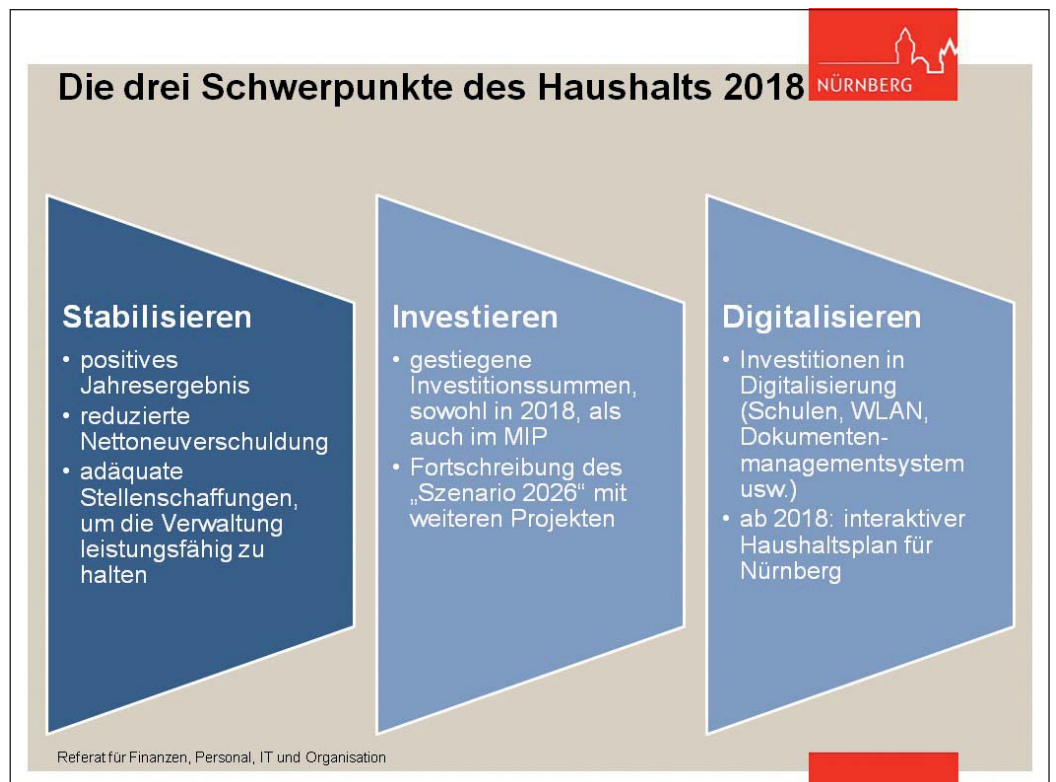 NÜRNBERG
Die drei Schwerpunkte des Haushalts 2018
Stabilisieren
• positives
Jahresergebnis
• reduzierte
Nettoneuverschuldung
• adäquate
Stellenschaffungen,
um die Verwaltung
leistungsfähig zu
halten
Investieren
• gestiegene
Investitionssummen,
sowohl in 2018, als
auch im MIP
• Fortschreibung des
„Szenario 2026“ mit
weiteren Projekten
Digitalisieren
• Investitionen in
Digitalisierung
(Schulen, WLAN,
Dokumenten-
managementsystem
usw.)
• ab 2018: interaktiver
Haushaltsplan für
Nürnberg
Referat für Finanzen, Personal, IT und Organisation